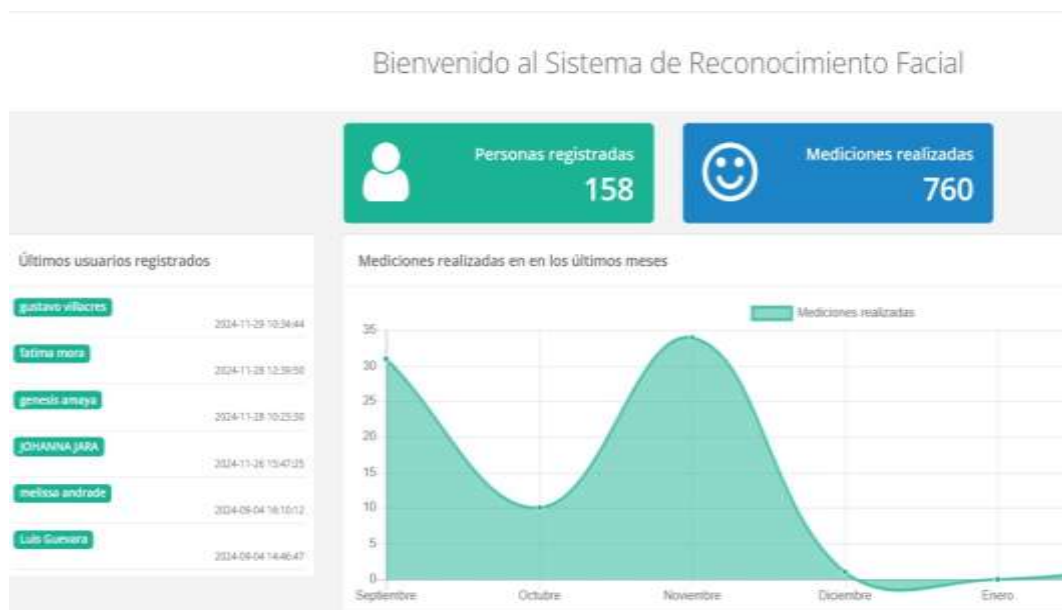 Bienvenido al Sistema de Reconocimiento Facial
Personas registradas
158
Mediciones realizadas
760
Últimos usuarios registrados
gustavo villacres
2024-11-29 10:34:44
fatima mora
2024-11-28 12:39:50
genesis amaya
2024-11-28 10:25:30
JOHANNA JARA
2024-11-26 15:47:25
melissa andrade
2024-09-04 16:10:12
Luis Guevara
2024-09-04 14:46:47
Mediciones realizadas en en los últimos meses
Mediciones realizadas
35
30
25
20
15
10
5
0
Septiembre Octubre Noviembre Diciembre Enero